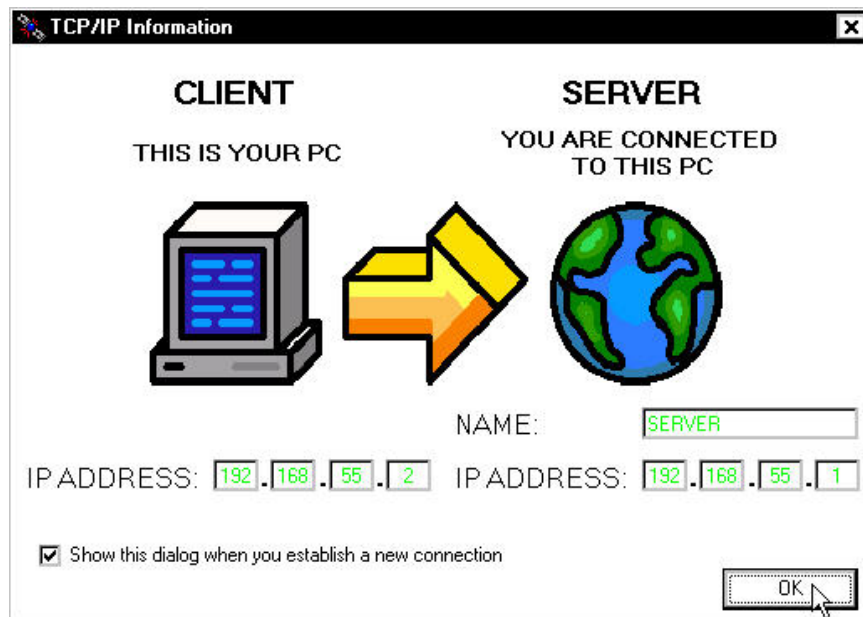 TCP/IP Information
CLIENT
THIS IS YOUR PC
SERVER
YOU ARE CONNECTED
TO THIS PC
NAME: SERVER
IP ADDRESS: 192.168.55.2
IP ADDRESS: 192.168.55.1
Show this dialog when you establish a new connection
OK